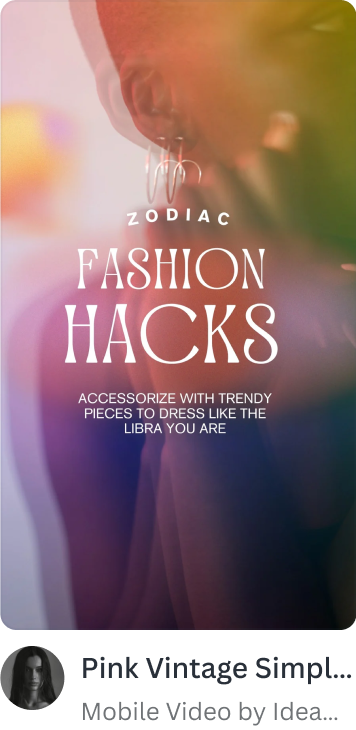 ZODIAC
FASHION
HACKS
ACCESSORIZE WITH TRENDY
PIECES TO DRESS LIKE THE
LIBRA YOU ARE
Pink Vintage Simpl...
Mobile Video by Idea...